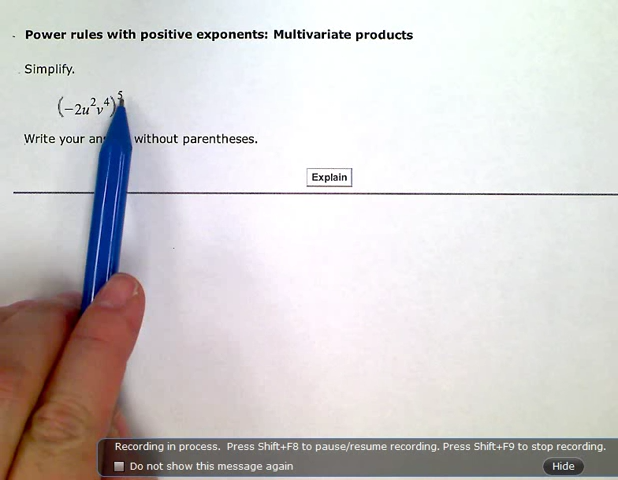 Power rules with positive exponents: Multivariate products
Simplify.
(−2u²v⁴)⁵
Write your without parentheses.
Explain
Recording in process. Press Shift+F8 to pause/resume recording. Press Shift+F9 to stop recording.
Do not show this message again
Hide